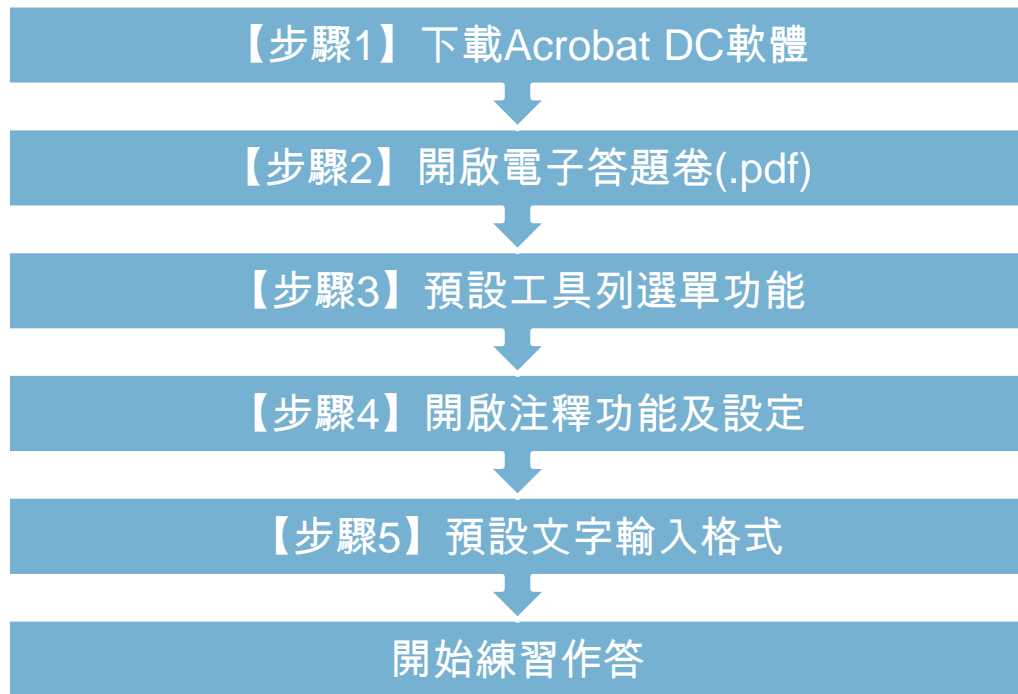 【步驟1】下載Acrobat DC軟體
【步驟2】開啟電子答題卷(.pdf)
【步驟3】預設工具列選單功能
【步驟4】開啟注釋功能及設定
【步驟5】預設文字輸入格式
開始練習作答